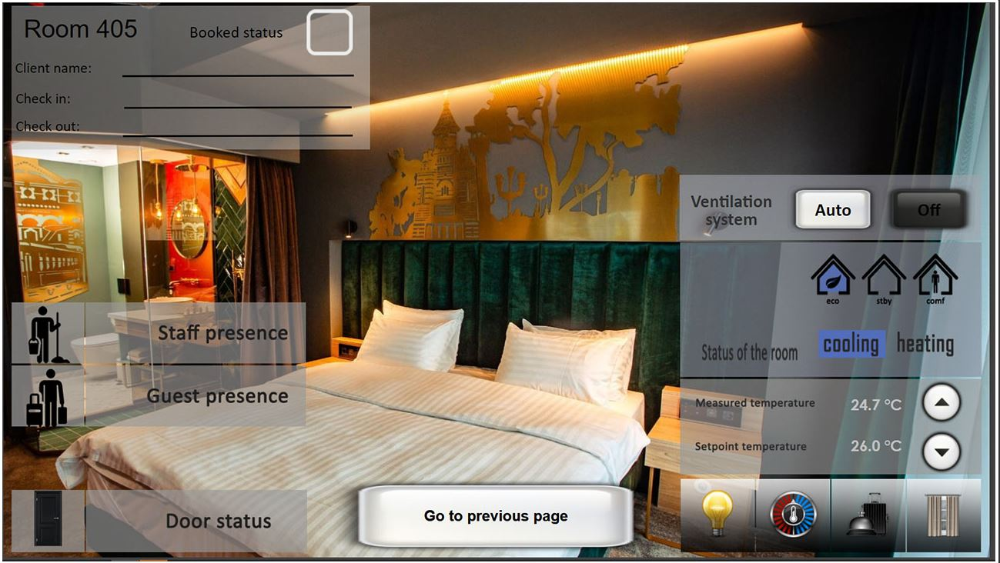 Room 405
Booked status
Client name:
Check in:
Check out:
Ventilation
system
Auto
Off
eco
stby
comf
Status of the room
cooling
heating
Staff presence
Guest presence
Measured temperature
24.7 °C
Setpoint temperature
26.0 °C
Door status
Go to previous page